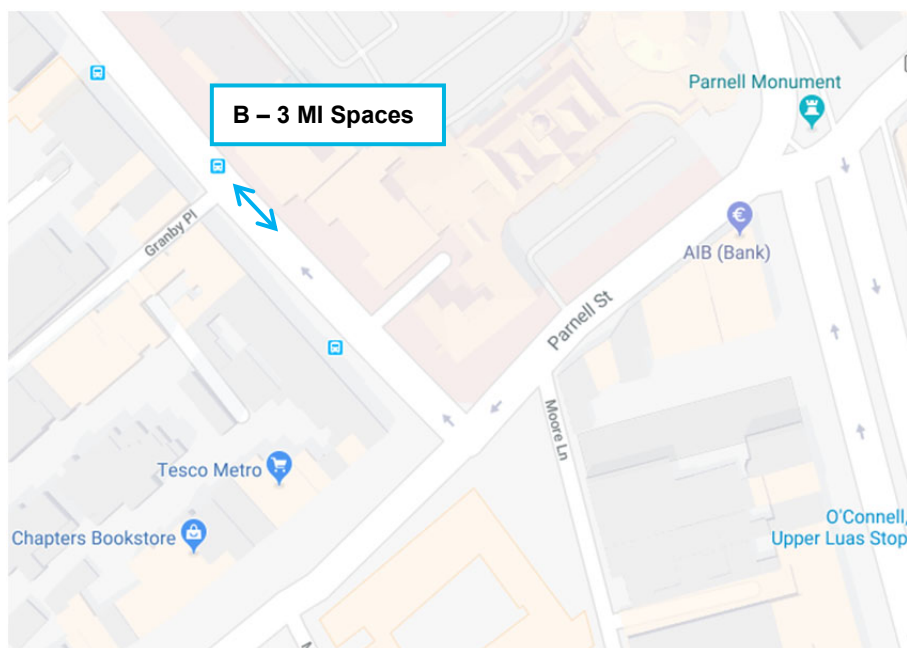 Parnell Monument
B – 3 MI Spaces
Granby Pl
AIB (Bank)
Parnell St
Moore Ln
Tesco Metro
Chapters Bookstore
O'Connell,
Upper Luas Stop